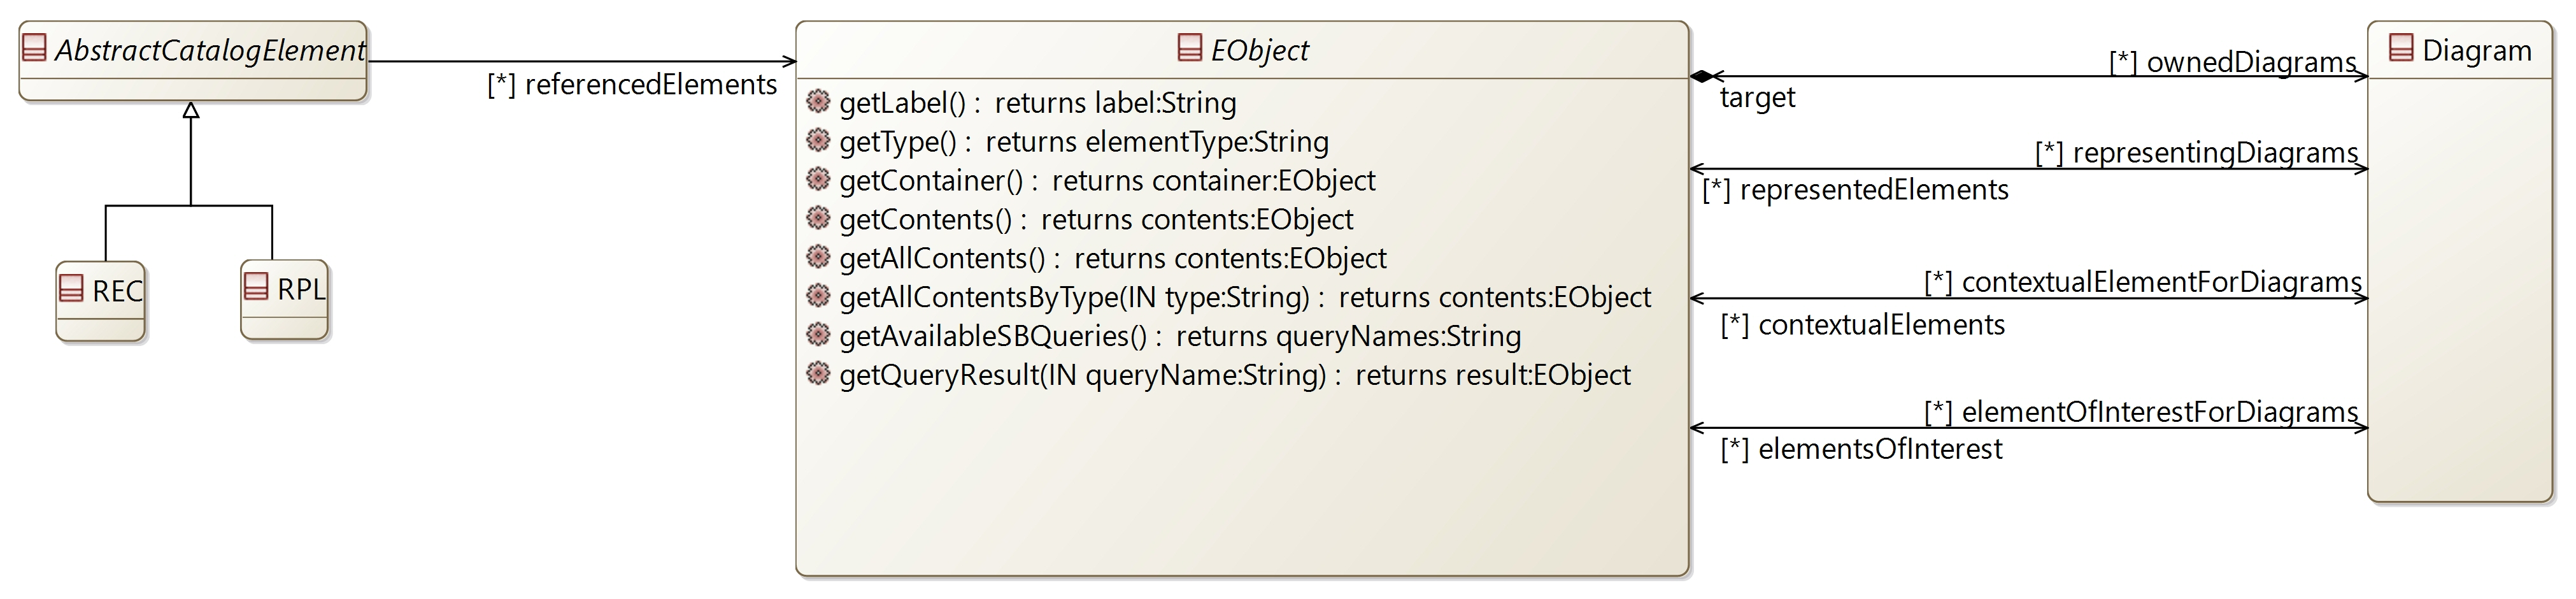 AbstractCatalogElement
[*] referencedElements
REC
RPL
EObject
getLabel() : returns label:String
getType() : returns elementType:String
getContainer() : returns container:EObject
getContents() : returns contents:EObject
getAllContents() : returns contents:EObject
getAllContentsByType(IN type:String) : returns contents:EObject
getAvailableSBQueries() : returns queryNames:String
getQueryResult(IN queryName:String) : returns result:EObject
[*] ownedDiagrams
target
[*] representingDiagrams
[*] representedElements
[*] contextualElementForDiagrams
[*] contextualElements
[*] elementOfInterestForDiagrams
[*] elementsOfInterest
Diagram